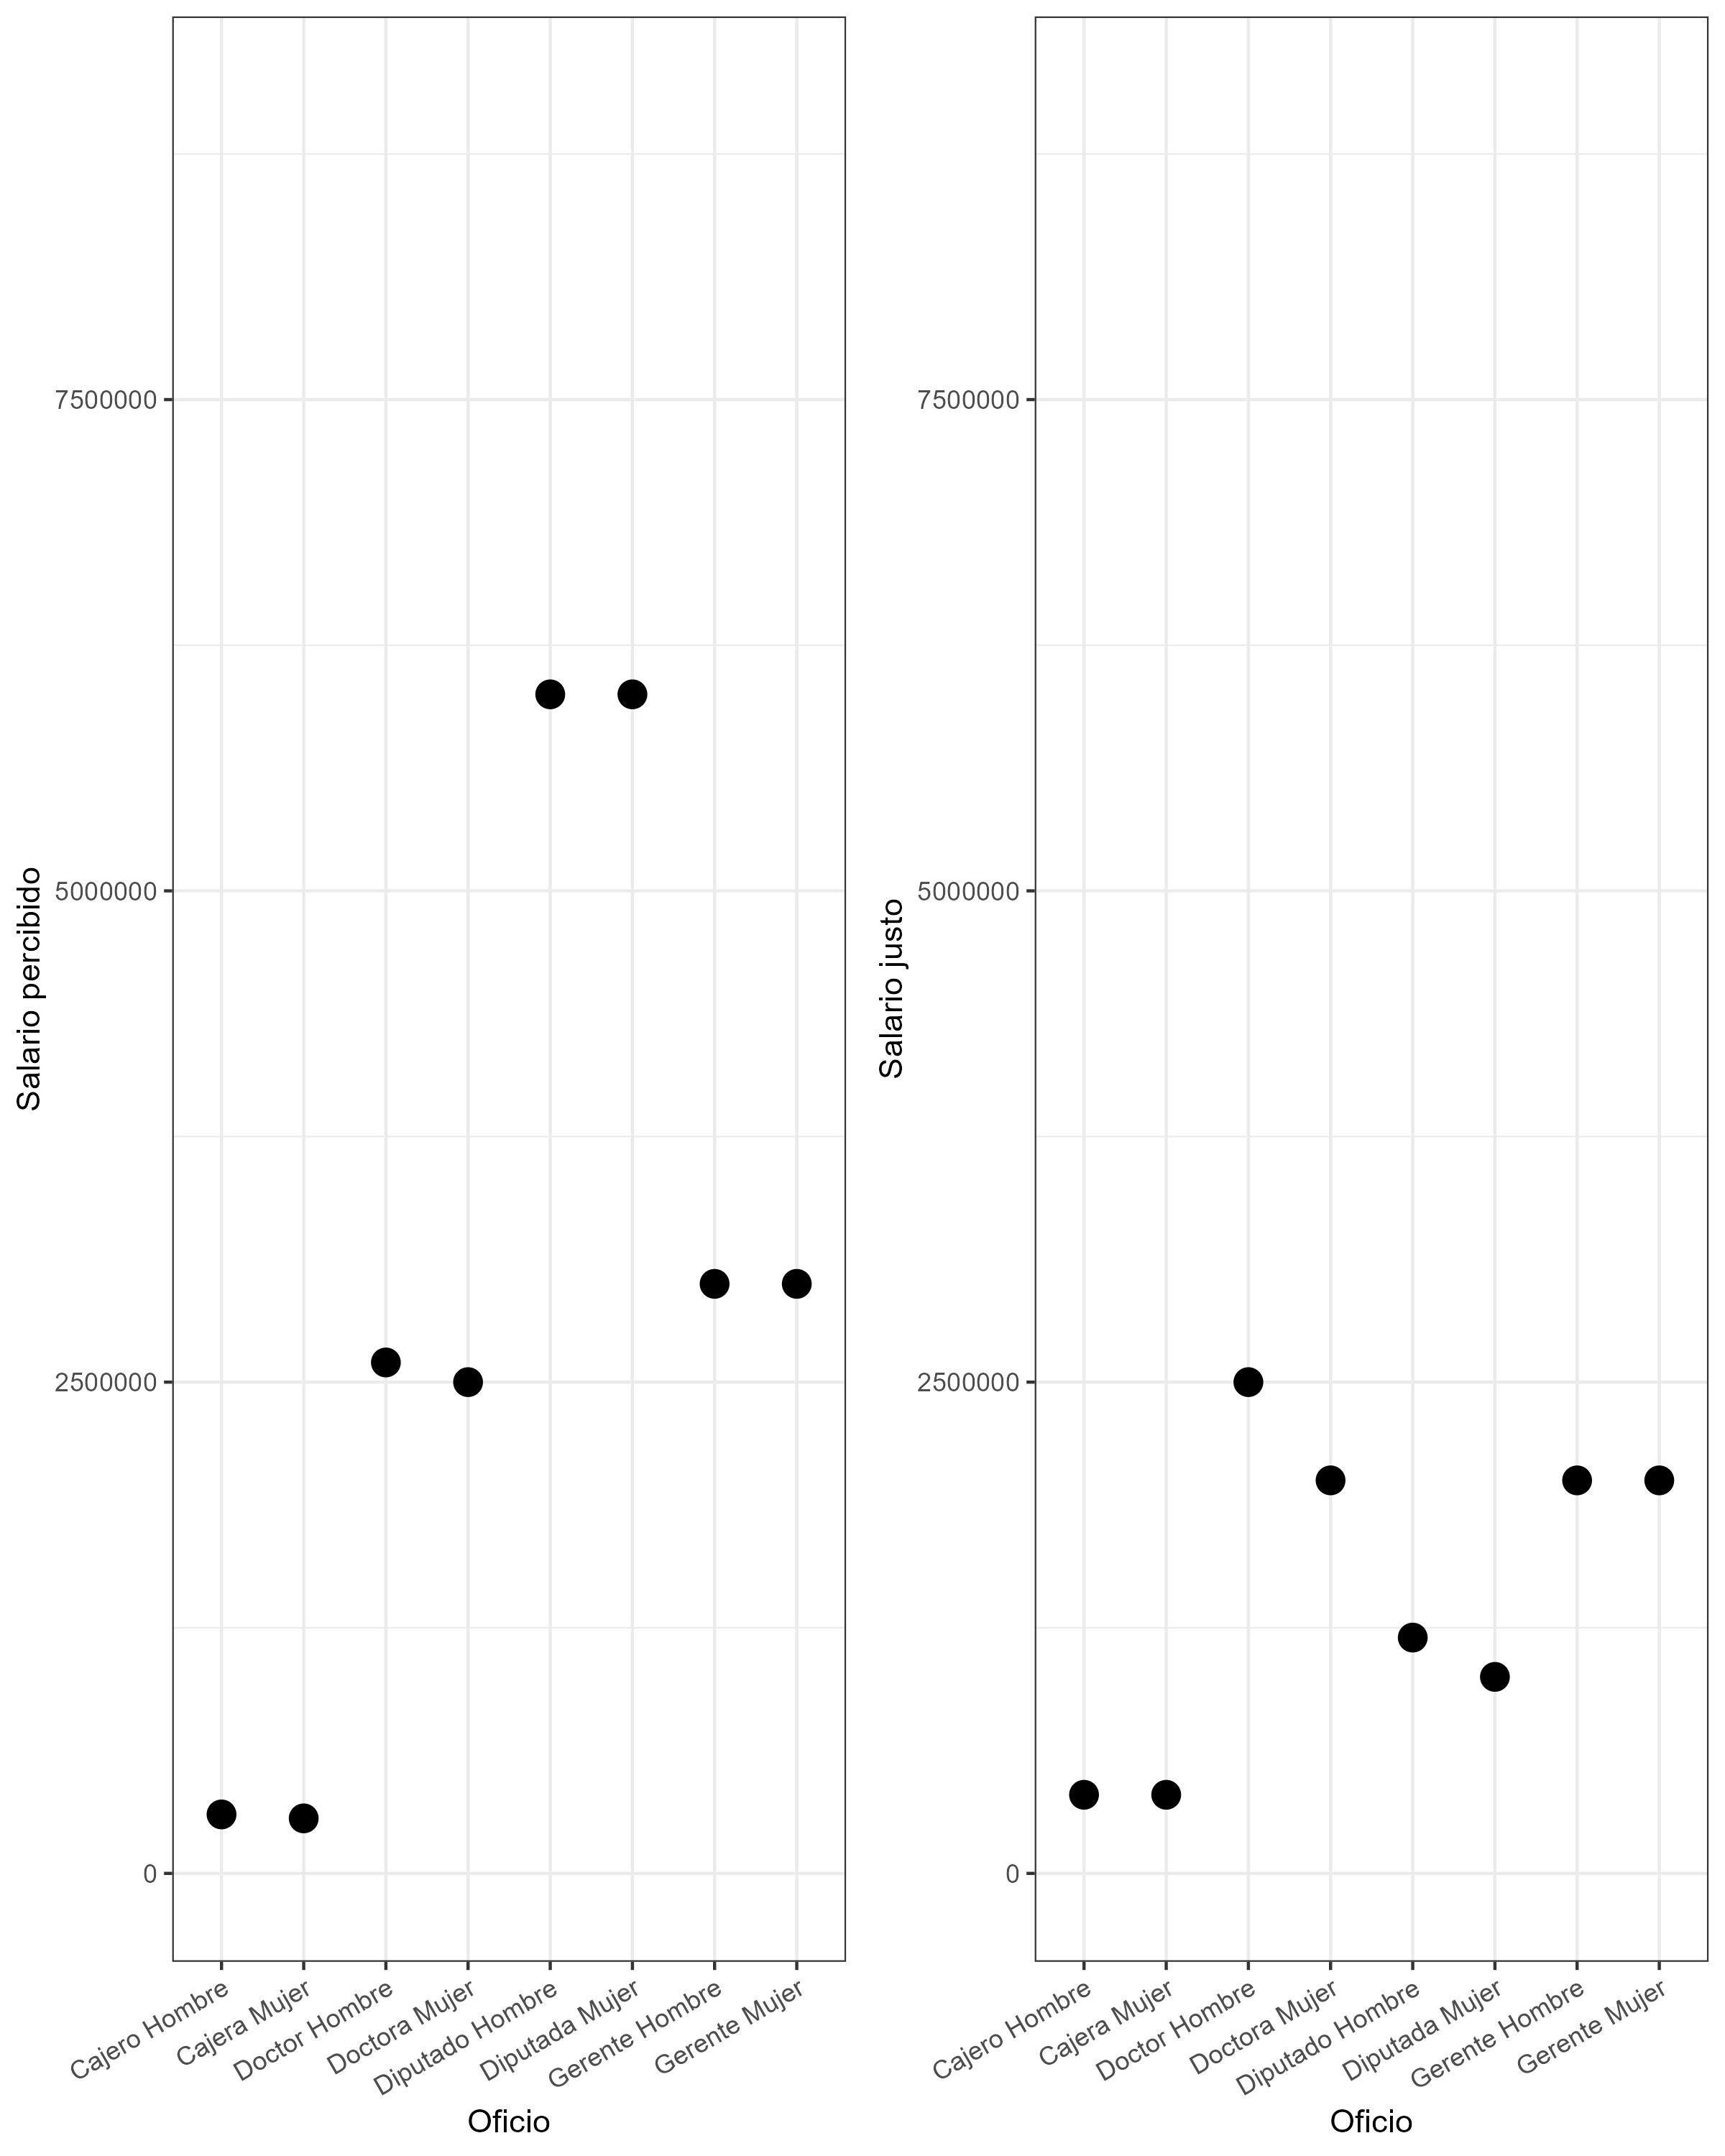 Salario percibido
7500000
5000000
2500000
0
Cajero Hombre
Cajera Mujer
Doctor Hombre
Doctora Mujer
Diputado Hombre
Diputada Mujer
Gerente Hombre
Gerente Mujer
Oficio
Salario justo
7500000
5000000
2500000
0
Cajero Hombre
Cajera Mujer
Doctor Hombre
Doctora Mujer
Diputado Hombre
Diputada Mujer
Gerente Hombre
Gerente Mujer
Oficio